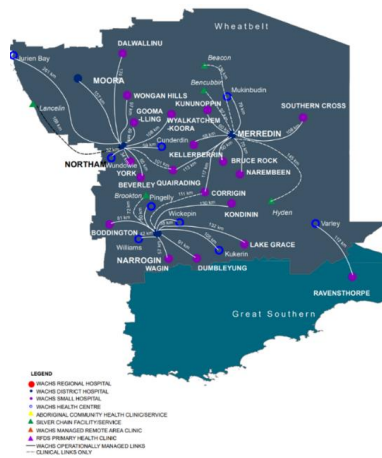 Wheatbelt
DALWALLINU
Beacon
Jurien Bay
MOORA
Bencubbin
WONGAN HILLS
Mukinbudin
Lancelin
GOOMA
-LLING
KUNUNOPPIN
WYALKATCHEM
-KOORA
SOUTHERN CROSS
MERREDIN
Cunderdin
NORTHAM
Wundowie
KELLERBERRIN
YORK
BRUCE ROCK
BEVERLEY
QUAIRADING
NAREMBEEN
Brookton
Pingelly
CORRIGIN
Hyden
KONDININ
Wickepin
Varley
BODDINGTON
Williams
LAKE GRACE
Kukerin
NARROGIN
WAGIN
DUMBLEYUNG
RAVENSTHORPE
Great Southern
LEGEND
WACHS REGIONAL HOSPITAL
WACHS DISTRICT HOSPITAL
WACHS SMALL HOSPITAL
WACHS HEALTH CENTRE
ABORIGINAL COMMUNITY HEALTH CLINIC/SERVICE
SILVER CHAIN FACILITY/SERVICE
WACHS MANAGED REMOTE AREA CLINIC
RFDS PRIMARY HEALTH CLINIC
WACHS OPERATIONALLY MANAGED LINKS
CLINICAL LINKS ONLY